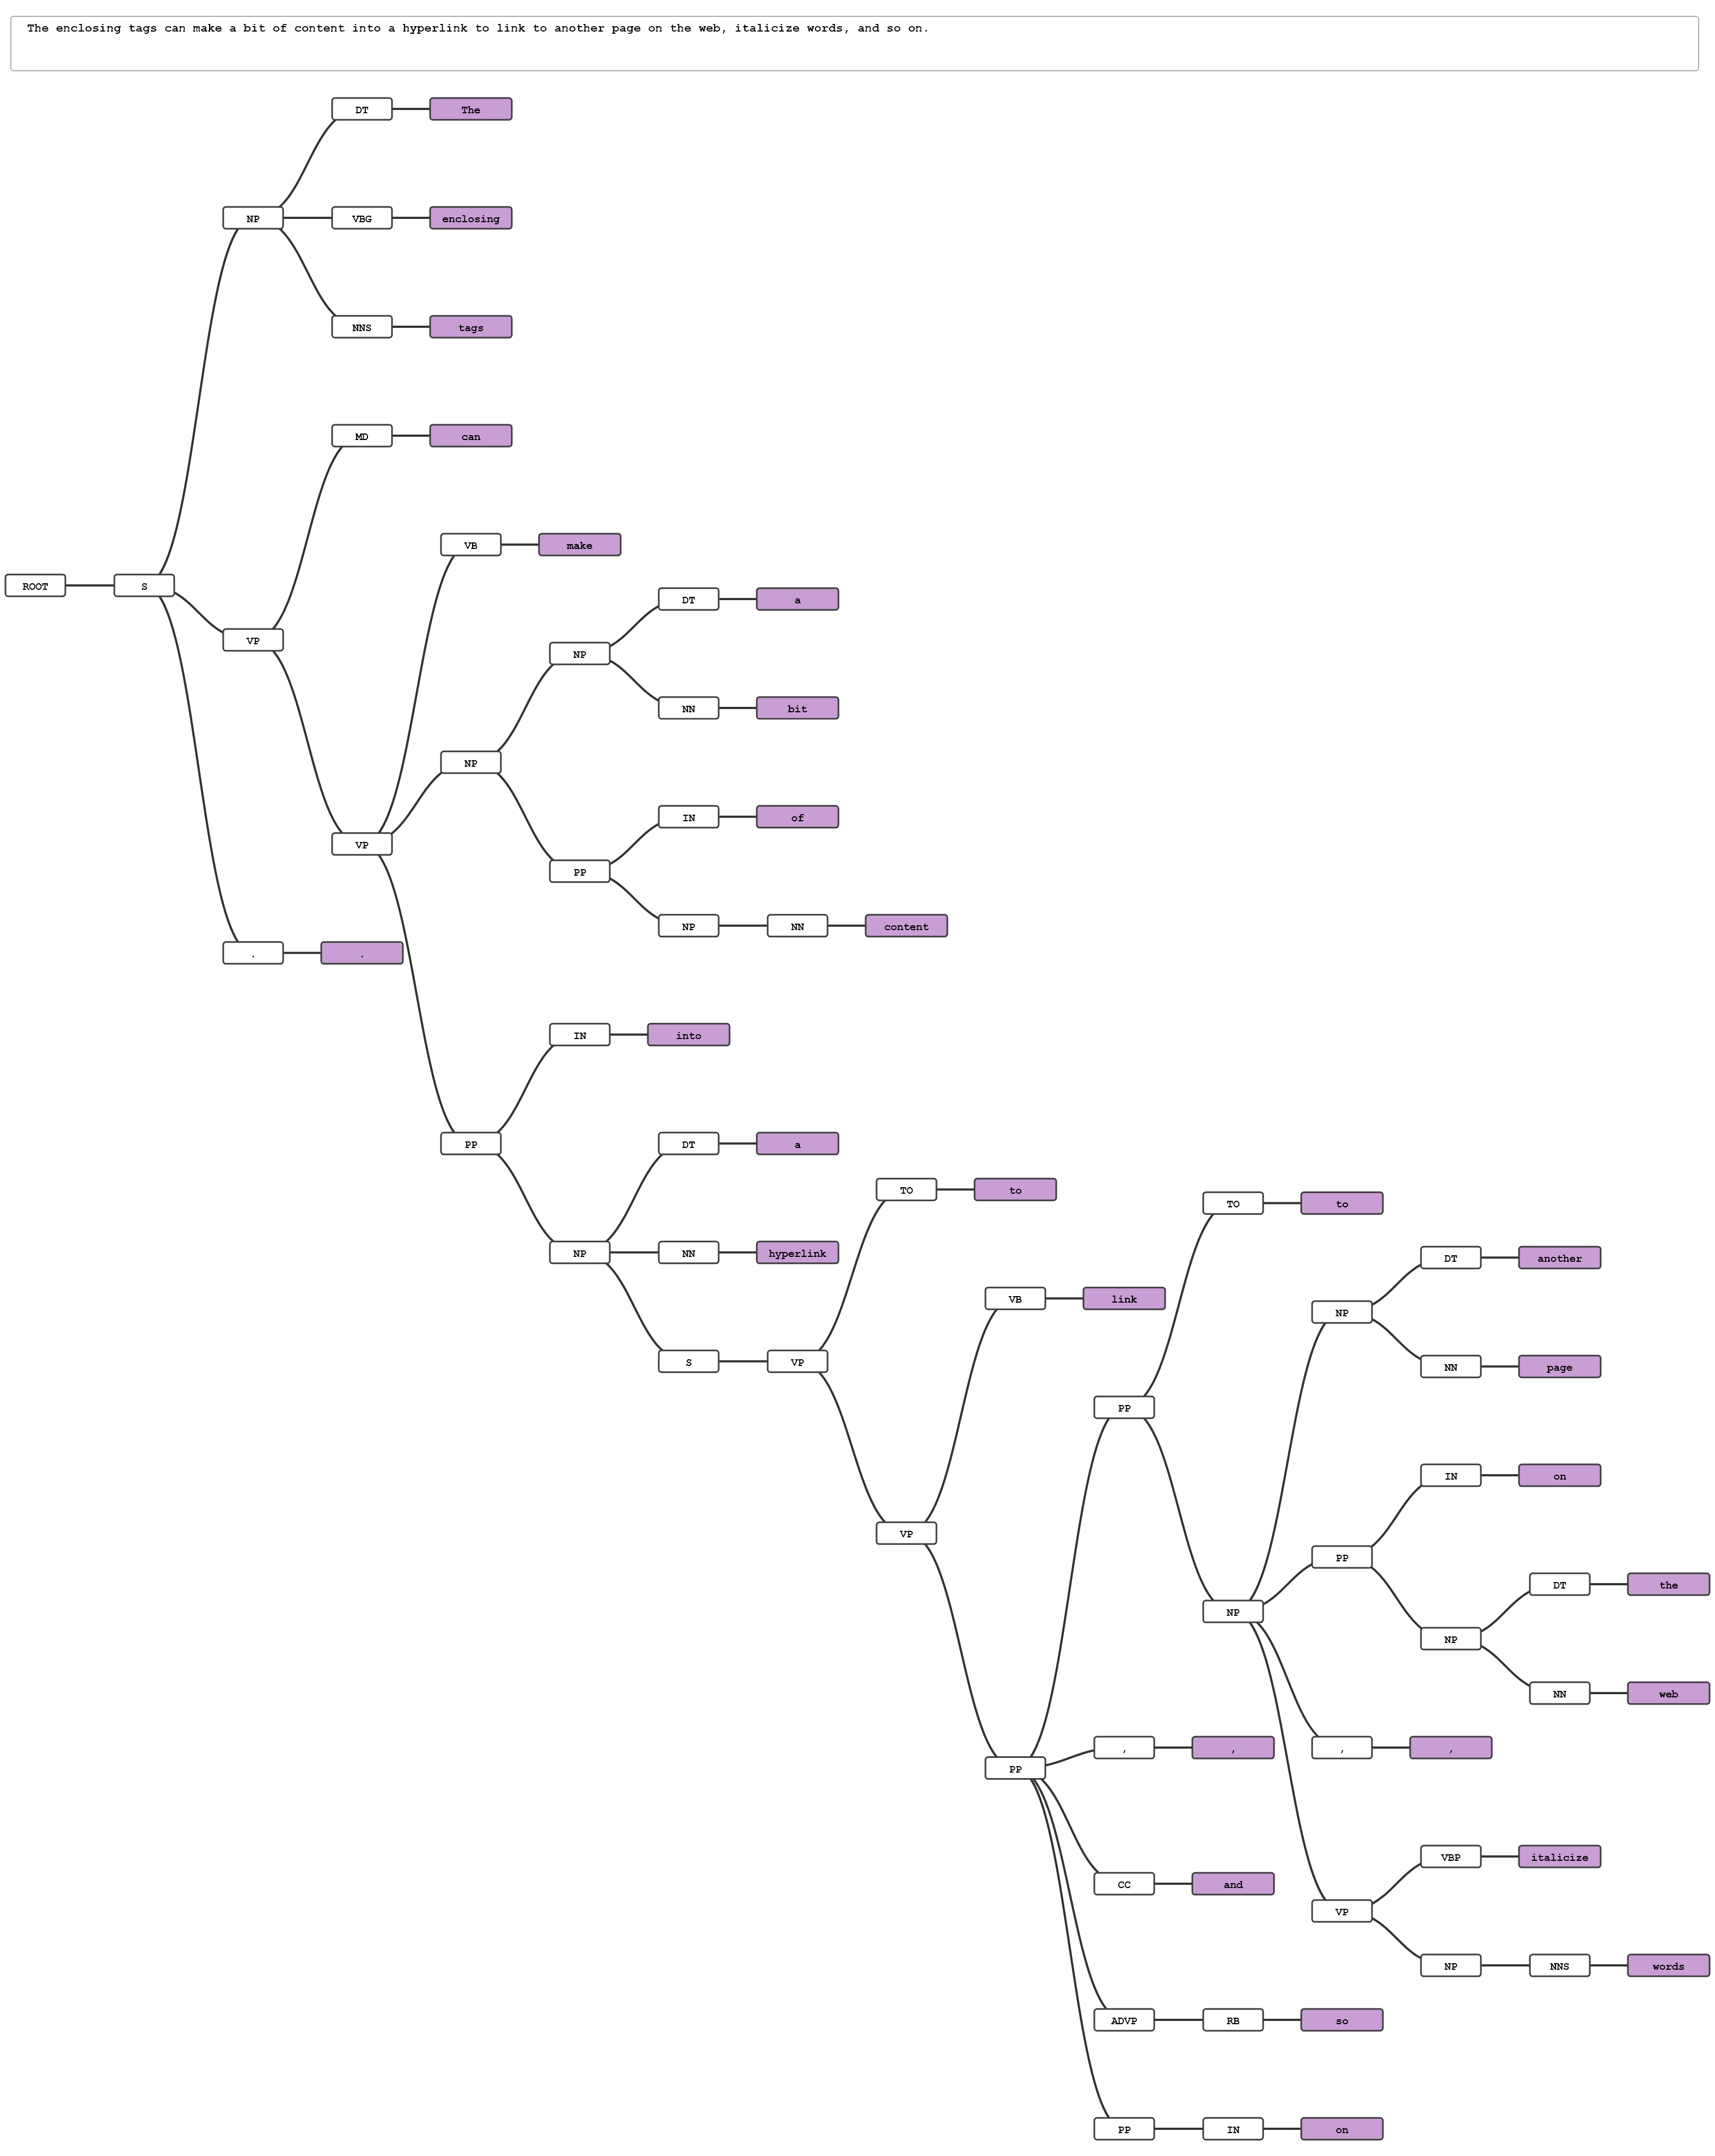 The enclosing tags can make a bit of content into a hyperlink to link to another page on the web, italicize words, and so on.
DT The
NP VBG enclosing
NNS tags
MD can
VB make
ROOT S
DT a
VP
NP
NN bit
NP
IN of
VP
PP
NP NN content
. .
IN into
PP
DT a
TO to
TO to
NP NN hyperlink
DT another
VB link
NP
S VP
NN page
PP
IN on
VP
PP
DT the
NP
NP
NN web
, , , ,
PP
VBP italicize
CC and
VP
NP NNS words
ADVP RB so
PP IN on